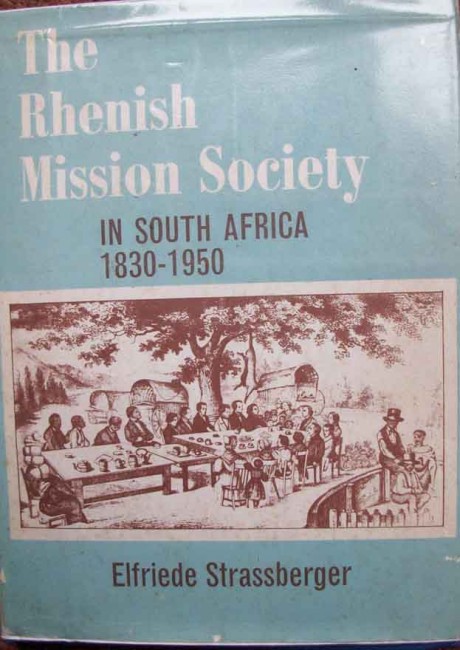 The
Rhenish
Mission Society
IN SOUTH AFRICA
1830-1950
Elfriede Strassberger